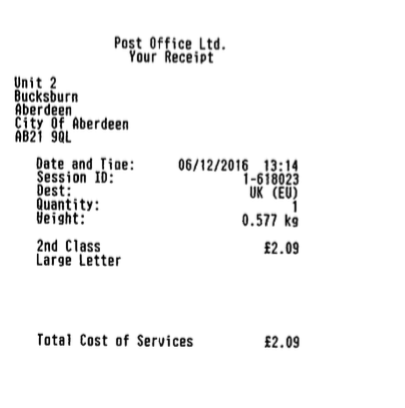 Post Office Ltd.
Your Receipt
Unit 2
Bucksburn
Aberdeen
City Of Aberdeen
AB21 9QL
Date and Time: 06/12/2016 13:14
Session ID: 1-618023
Dest: UK (EU)
Quantity: 1
Weight: 0.577 kg
2nd Class £2.09
Large Letter
Total Cost of Services £2.09